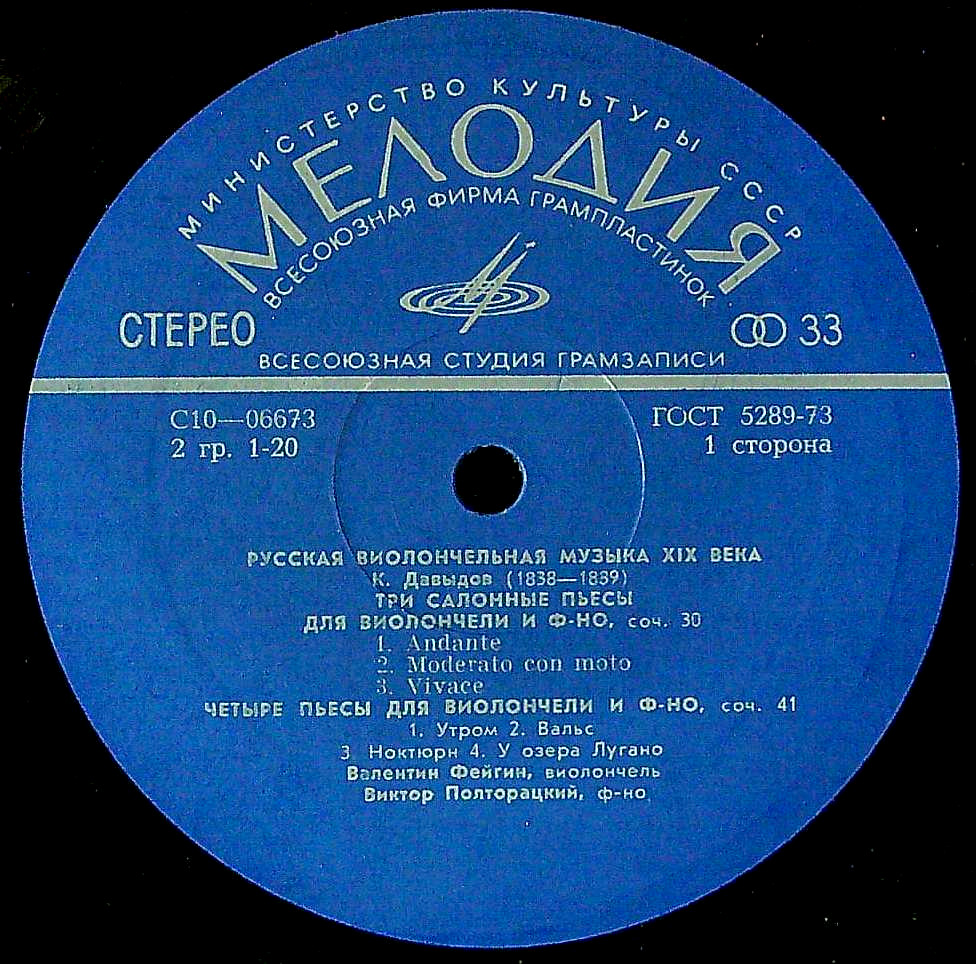 МИНИСТЕРСТВО КУЛЬТУРЫ СССР
МЕЛОДИЯ
ВСЕСОЮЗНАЯ ФИРМА ГРАМПЛАСТИНОК
СТЕРЕО
33
ВСЕСОЮЗНАЯ СТУДИЯ ГРАМЗАПИСИ
С10—06673
ГОСТ 5289-73
2 гр. 1-20
1 сторона
РУССКАЯ ВИОЛОНЧЕЛЬНАЯ МУЗЫКА XIX ВЕКА
К. Давыдов (1838—1839)
ТРИ САЛОННЫЕ ПЬЕСЫ
ДЛЯ ВИОЛОНЧЕЛИ И Ф-НО, соч. 30
1. Andante
2. Moderato con moto
3. Vivace
ЧЕТЫРЕ ПЬЕСЫ ДЛЯ ВИОЛОНЧЕЛИ И Ф-НО, соч. 41
1. Утром 2. Вальс
3 Ноктюрн 4. У озера Лугано
Валентин Фейгин, виолончель
Виктор Полторацкий, ф-но